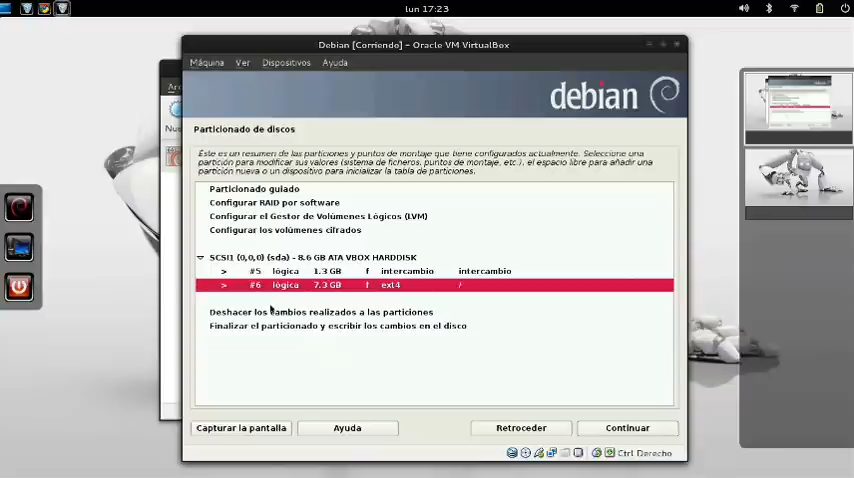 lun 17:23
Debian [Corriendo] - Oracle VM VirtualBox
Máquina Ver Dispositivos Ayuda
debian
Particionado de discos
Éste es un resumen de las particiones y puntos de montaje que tiene configurados actualmente. Seleccione una
partición para modificar sus valores (sistema de ficheros, puntos de montaje, etc.), el espacio libre para añadir una
partición nueva o un dispositivo para inicializar la tabla de particiones.
Particionado guiado
Configurar RAID por software
Configurar el Gestor de Volúmenes Lógicos (LVM)
Configurar los volúmenes cifrados
SCSI1 (0,0,0) (sda) - 8.6 GB ATA VBOX HARDDISK
> #5 lógica 1.3 GB f intercambio intercambio
> #6 lógica 7.3 GB f ext4 /
Deshacer los cambios realizados a las particiones
Finalizar el particionado y escribir los cambios en el disco
Capturar la pantalla Ayuda Retroceder Continuar
Ctrl Derecho